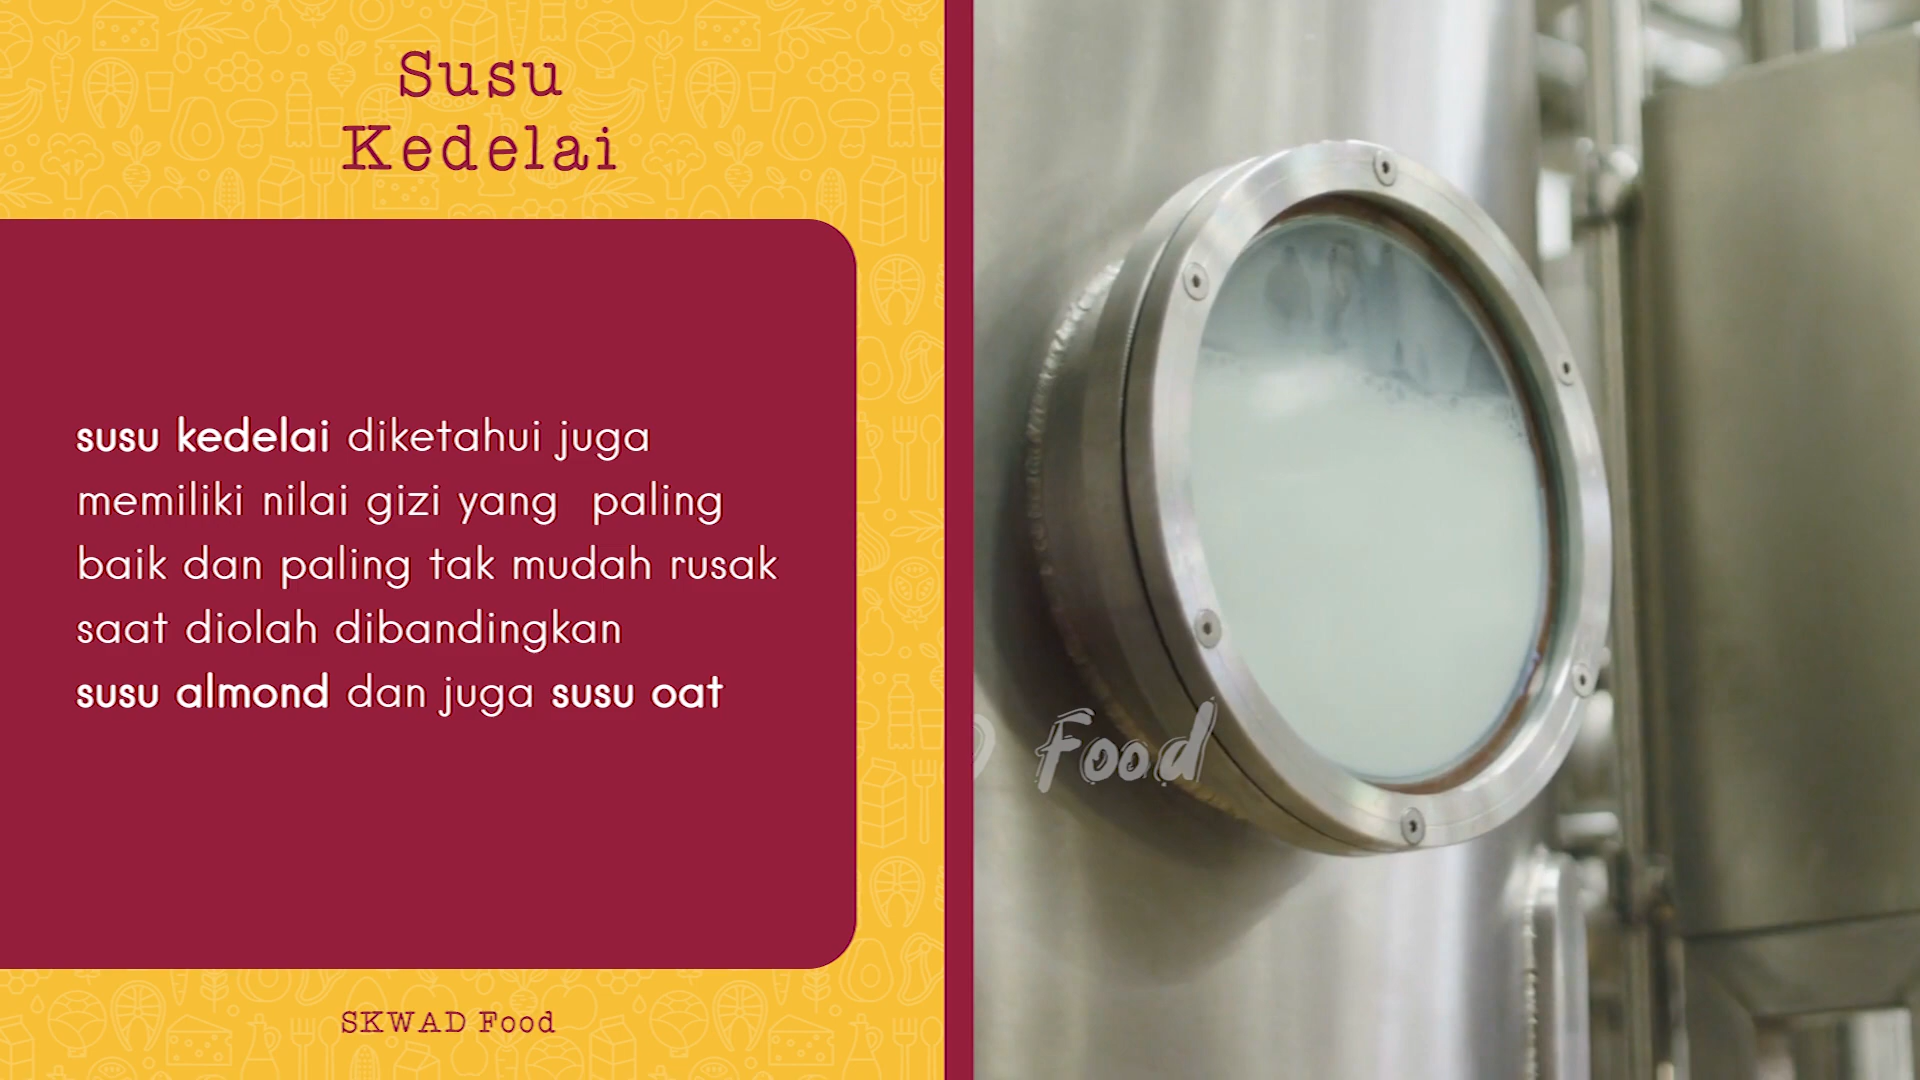 Susu
Kedelai
susu kedelai diketahui juga
memiliki nilai gizi yang  paling
baik dan paling tak mudah rusak
saat diolah dibandingkan
susu almond dan juga susu oat
SKWAD Food
D Food